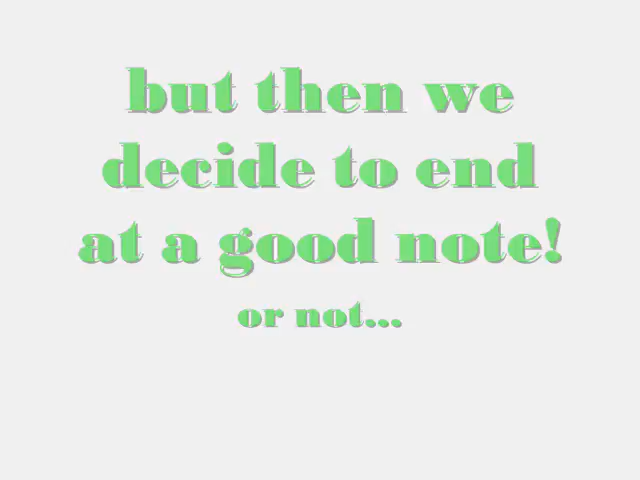 but then we
decide to end
at a good note!
or not...